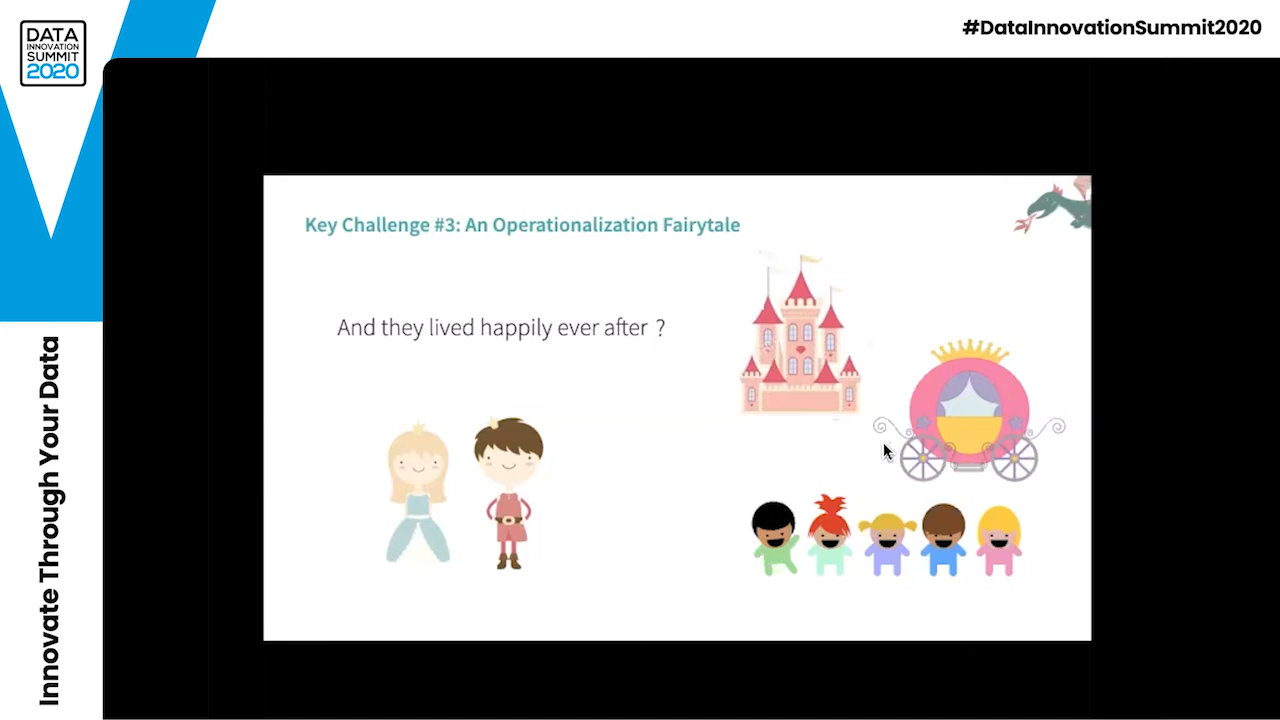 DATA
INNOVATION
SUMMIT
2020
#DataInnovationSummit2020
Innovate Through Your Data
Key Challenge #3: An Operationalization Fairytale
And they lived happily ever after ?